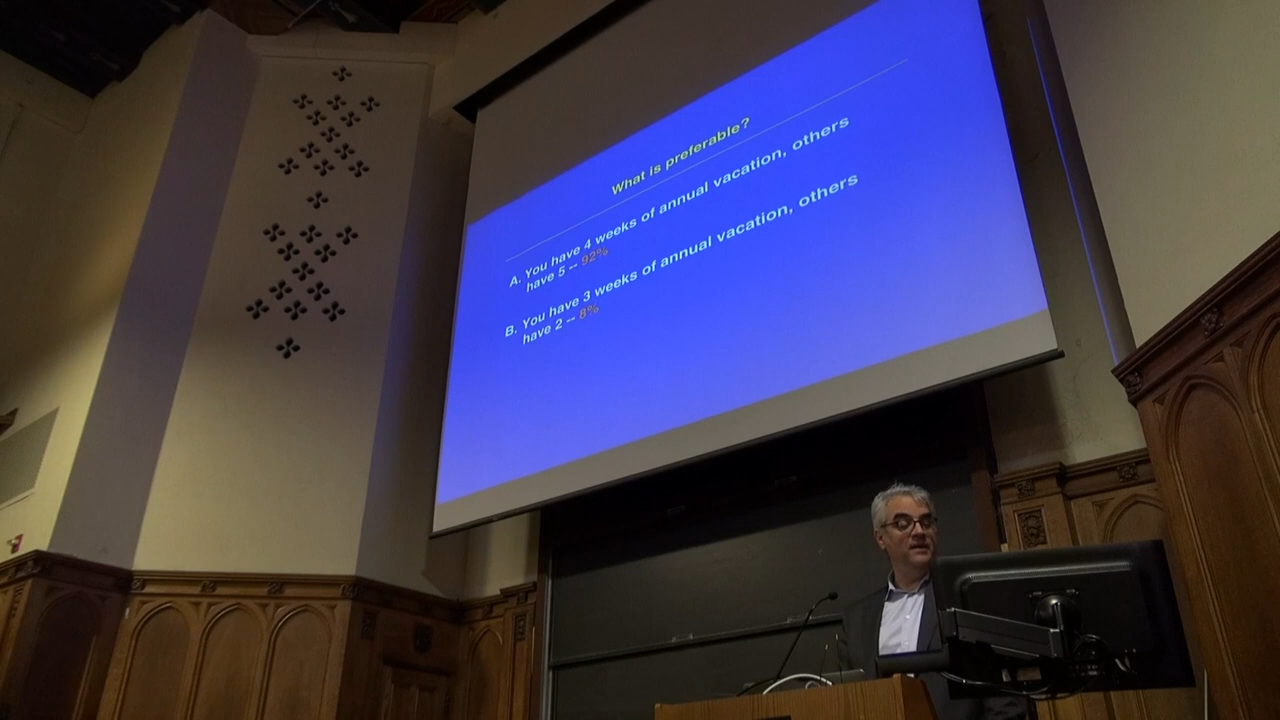 What is preferable?
A. You have 4 weeks of annual vacation, others
have 5 -- 92%
B. You have 3 weeks of annual vacation, others
have 2 -- 8%